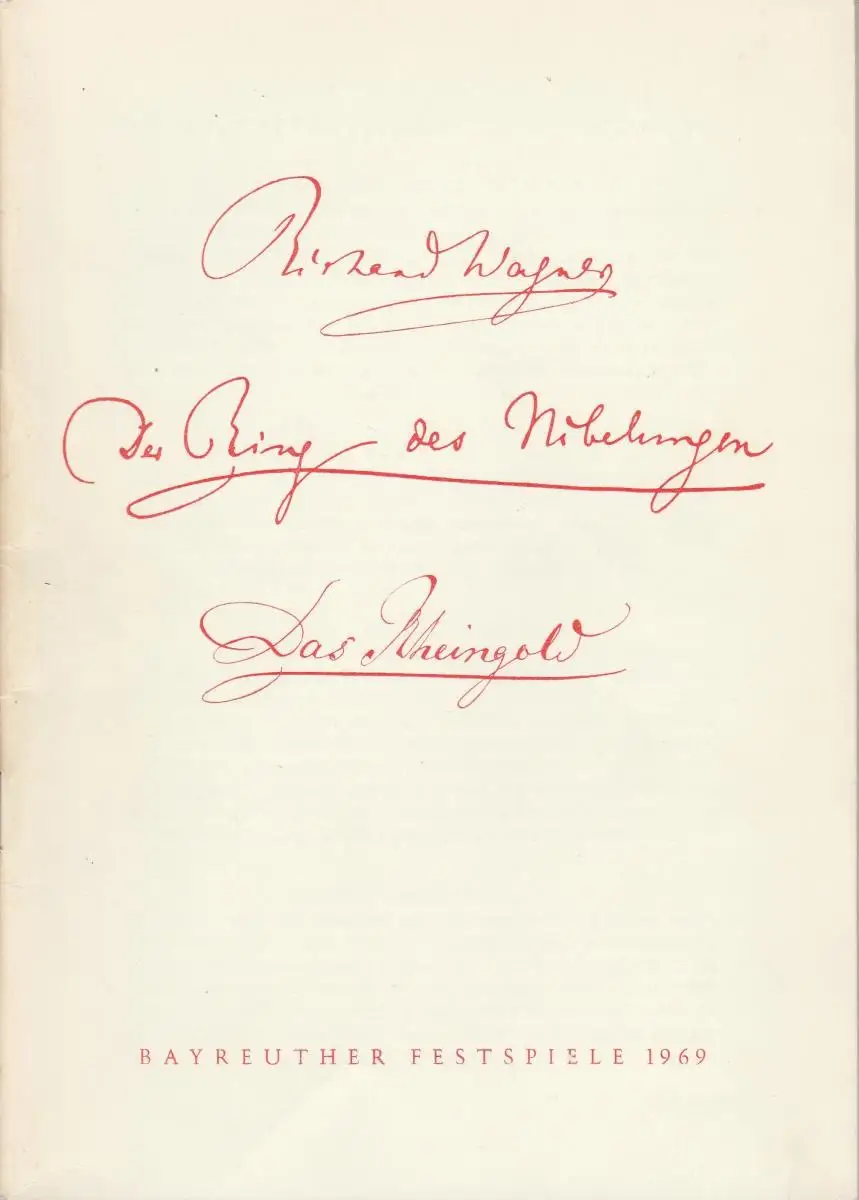 Richard Wagner
Der Ring des Nibelungen
Das Rheingold
BAYREUTHER FESTSPIELE 1969